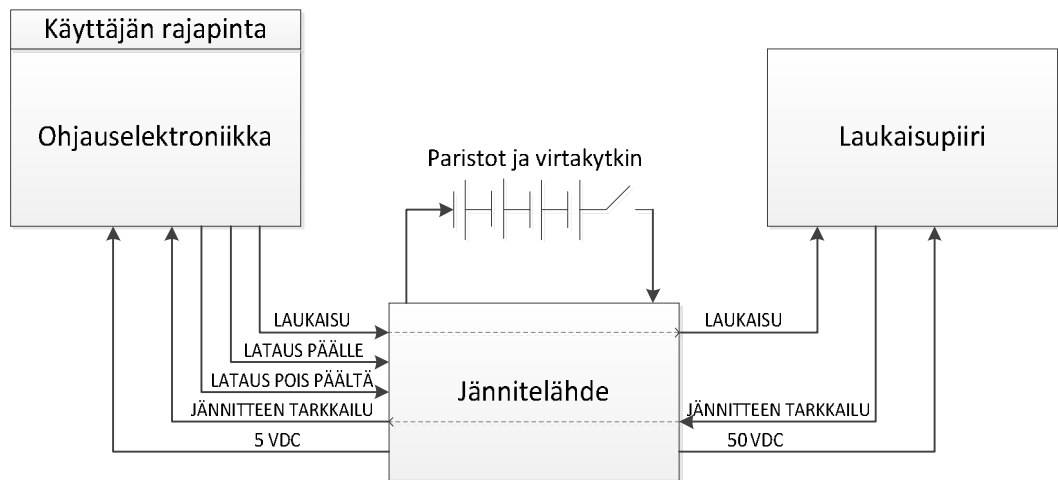 Käyttäjän rajapinta
Ohjauselektroniikka
Paristot ja virtakytkin
Laukaisupiiri
LAUKAISU
LATAUS PÄÄLLE
LATAUS POIS PÄÄLTÄ
JÄNNITTEEN TARKKAILU
5 VDC
Jännitelähde
LAUKAISU
JÄNNITTEEN TARKKAILU
50 VDC